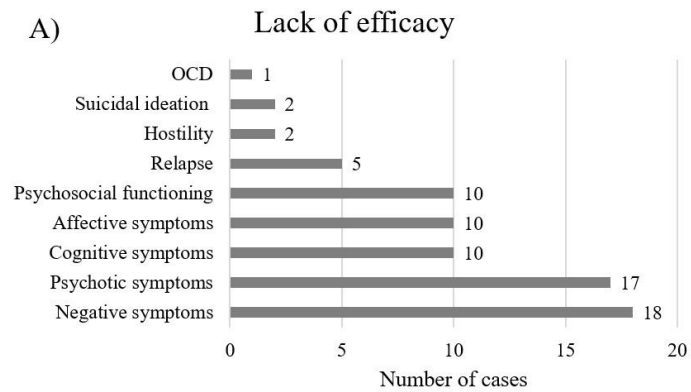 A)
Lack of efficacy
OCD 1
Suicidal ideation 2
Hostility 2
Relapse 5
Psychosocial functioning 10
Affective symptoms 10
Cognitive symptoms 10
Psychotic symptoms 17
Negative symptoms 18
0 5 10 15 20
Number of cases